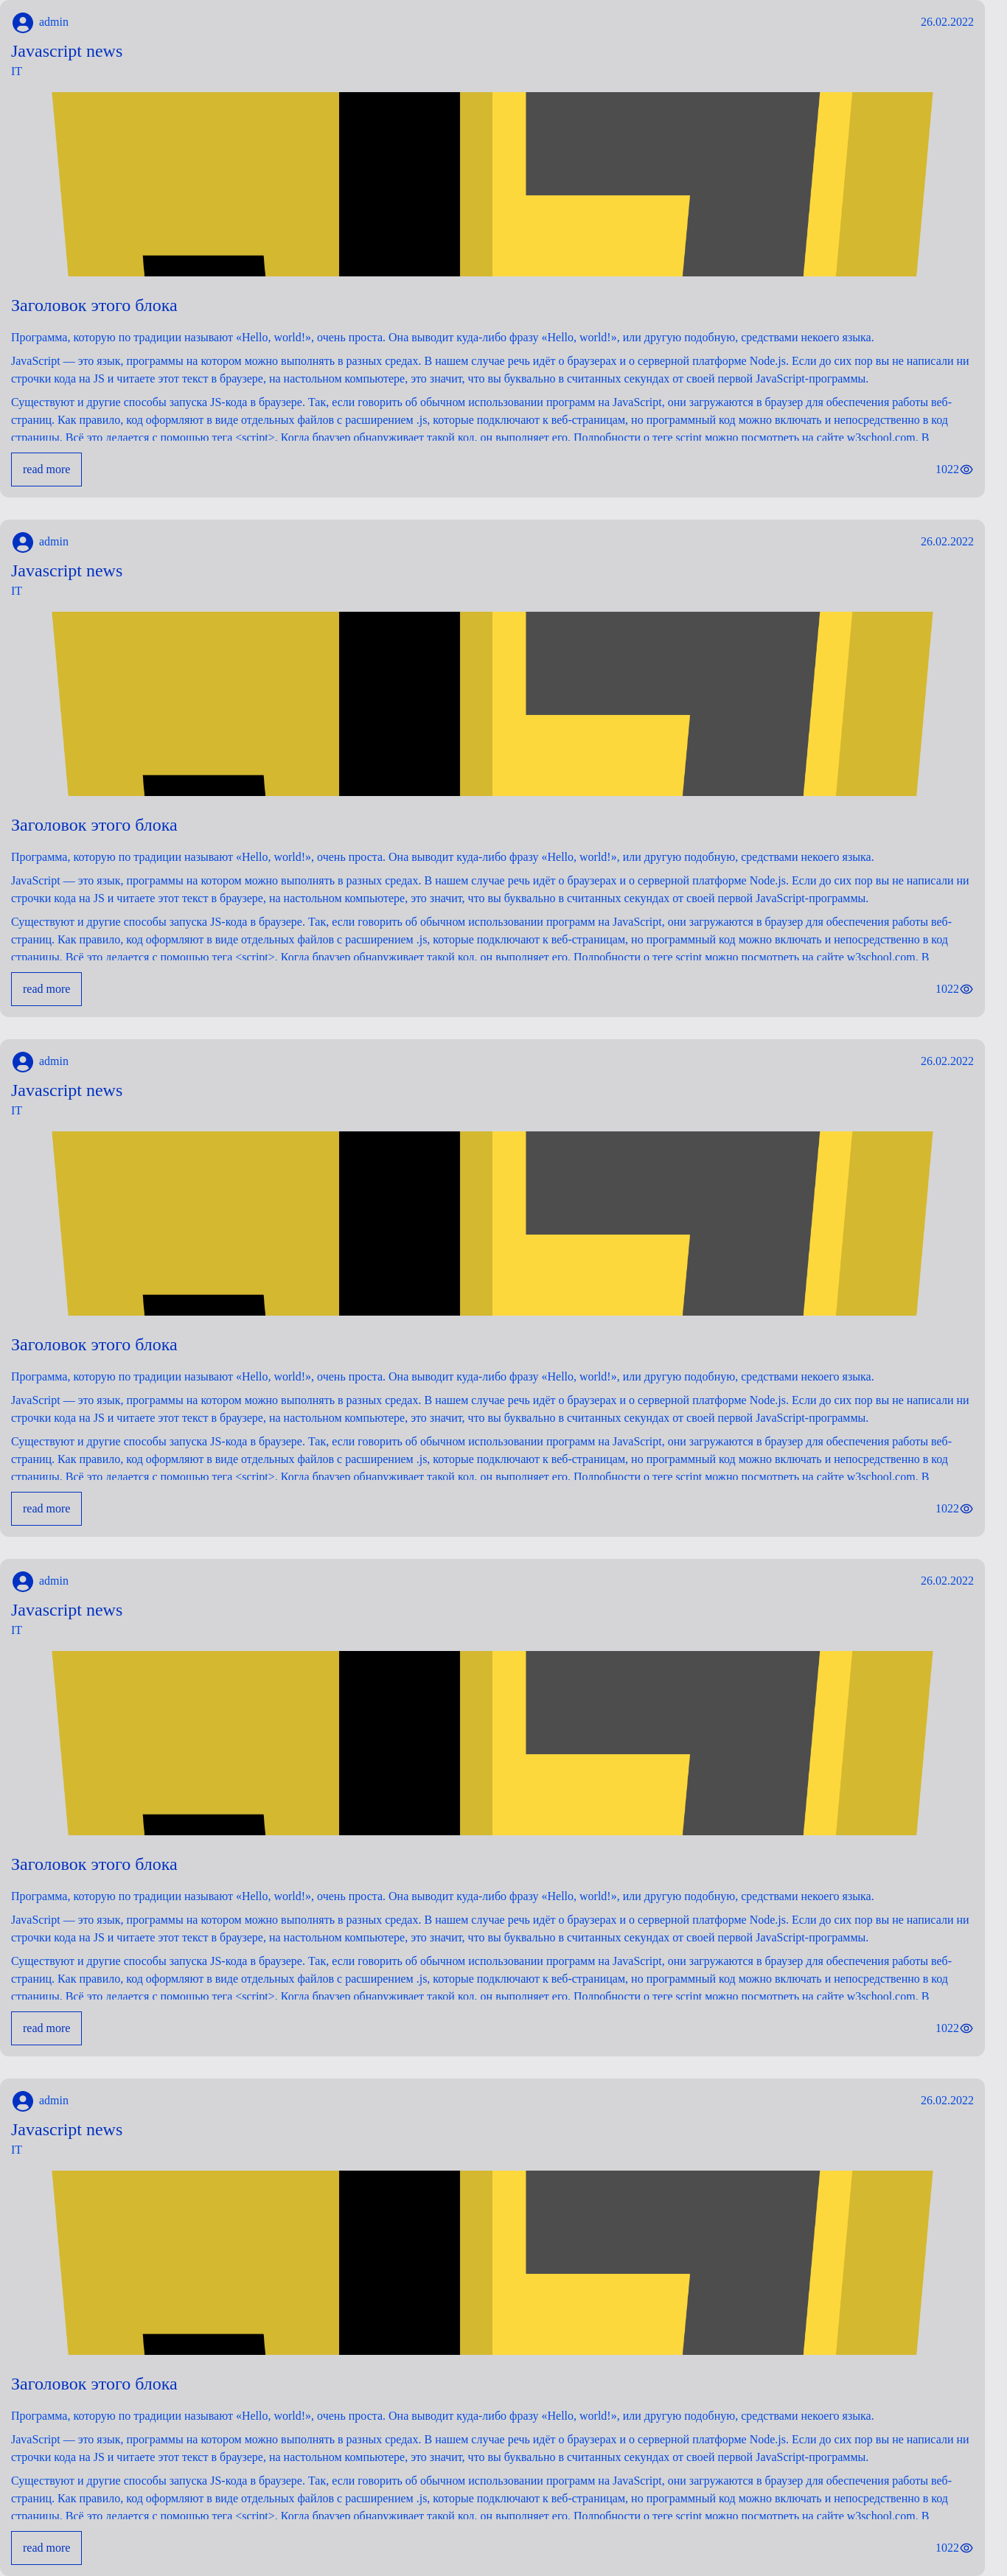 admin 26.02.2022
Javascript news
IT
Заголовок этого блока
Программа, которую по традиции называют «Hello, world!», очень проста. Она выводит куда-либо фразу «Hello, world!», или другую подобную, средствами некоего языка.
JavaScript — это язык, программы на котором можно выполнять в разных средах. В нашем случае речь идёт о браузерах и о серверной платформе Node.js. Если до сих пор вы не написали ни
строчки кода на JS и читаете этот текст в браузере, на настольном компьютере, это значит, что вы буквально в считанных секундах от своей первой JavaScript-программы.
Существуют и другие способы запуска JS-кода в браузере. Так, если говорить об обычном использовании программ на JavaScript, они загружаются в браузер для обеспечения работы веб-
страниц. Как правило, код оформляют в виде отдельных файлов с расширением .js, которые подключают к веб-страницам, но программный код можно включать и непосредственно в код
страницы. Всё это делается с помощью тега <script>. Когда браузер обнаруживает такой код, он выполняет его. Подробности о теге script можно посмотреть на сайте w3school.com. В
read more 1022
admin 26.02.2022
Javascript news
IT
Заголовок этого блока
Программа, которую по традиции называют «Hello, world!», очень проста. Она выводит куда-либо фразу «Hello, world!», или другую подобную, средствами некоего языка.
JavaScript — это язык, программы на котором можно выполнять в разных средах. В нашем случае речь идёт о браузерах и о серверной платформе Node.js. Если до сих пор вы не написали ни
строчки кода на JS и читаете этот текст в браузере, на настольном компьютере, это значит, что вы буквально в считанных секундах от своей первой JavaScript-программы.
Существуют и другие способы запуска JS-кода в браузере. Так, если говорить об обычном использовании программ на JavaScript, они загружаются в браузер для обеспечения работы веб-
страниц. Как правило, код оформляют в виде отдельных файлов с расширением .js, которые подключают к веб-страницам, но программный код можно включать и непосредственно в код
страницы. Всё это делается с помощью тега <script>. Когда браузер обнаруживает такой код, он выполняет его. Подробности о теге script можно посмотреть на сайте w3school.com. В
read more 1022
admin 26.02.2022
Javascript news
IT
Заголовок этого блока
Программа, которую по традиции называют «Hello, world!», очень проста. Она выводит куда-либо фразу «Hello, world!», или другую подобную, средствами некоего языка.
JavaScript — это язык, программы на котором можно выполнять в разных средах. В нашем случае речь идёт о браузерах и о серверной платформе Node.js. Если до сих пор вы не написали ни
строчки кода на JS и читаете этот текст в браузере, на настольном компьютере, это значит, что вы буквально в считанных секундах от своей первой JavaScript-программы.
Существуют и другие способы запуска JS-кода в браузере. Так, если говорить об обычном использовании программ на JavaScript, они загружаются в браузер для обеспечения работы веб-
страниц. Как правило, код оформляют в виде отдельных файлов с расширением .js, которые подключают к веб-страницам, но программный код можно включать и непосредственно в код
страницы. Всё это делается с помощью тега <script>. Когда браузер обнаруживает такой код, он выполняет его. Подробности о теге script можно посмотреть на сайте w3school.com. В
read more 1022
admin 26.02.2022
Javascript news
IT
Заголовок этого блока
Программа, которую по традиции называют «Hello, world!», очень проста. Она выводит куда-либо фразу «Hello, world!», или другую подобную, средствами некоего языка.
JavaScript — это язык, программы на котором можно выполнять в разных средах. В нашем случае речь идёт о браузерах и о серверной платформе Node.js. Если до сих пор вы не написали ни
строчки кода на JS и читаете этот текст в браузере, на настольном компьютере, это значит, что вы буквально в считанных секундах от своей первой JavaScript-программы.
Существуют и другие способы запуска JS-кода в браузере. Так, если говорить об обычном использовании программ на JavaScript, они загружаются в браузер для обеспечения работы веб-
страниц. Как правило, код оформляют в виде отдельных файлов с расширением .js, которые подключают к веб-страницам, но программный код можно включать и непосредственно в код
страницы. Всё это делается с помощью тега <script>. Когда браузер обнаруживает такой код, он выполняет его. Подробности о теге script можно посмотреть на сайте w3school.com. В
read more 1022
admin 26.02.2022
Javascript news
IT
Заголовок этого блока
Программа, которую по традиции называют «Hello, world!», очень проста. Она выводит куда-либо фразу «Hello, world!», или другую подобную, средствами некоего языка.
JavaScript — это язык, программы на котором можно выполнять в разных средах. В нашем случае речь идёт о браузерах и о серверной платформе Node.js. Если до сих пор вы не написали ни
строчки кода на JS и читаете этот текст в браузере, на настольном компьютере, это значит, что вы буквально в считанных секундах от своей первой JavaScript-программы.
Существуют и другие способы запуска JS-кода в браузере. Так, если говорить об обычном использовании программ на JavaScript, они загружаются в браузер для обеспечения работы веб-
страниц. Как правило, код оформляют в виде отдельных файлов с расширением .js, которые подключают к веб-страницам, но программный код можно включать и непосредственно в код
страницы. Всё это делается с помощью тега <script>. Когда браузер обнаруживает такой код, он выполняет его. Подробности о теге script можно посмотреть на сайте w3school.com. В
read more 1022